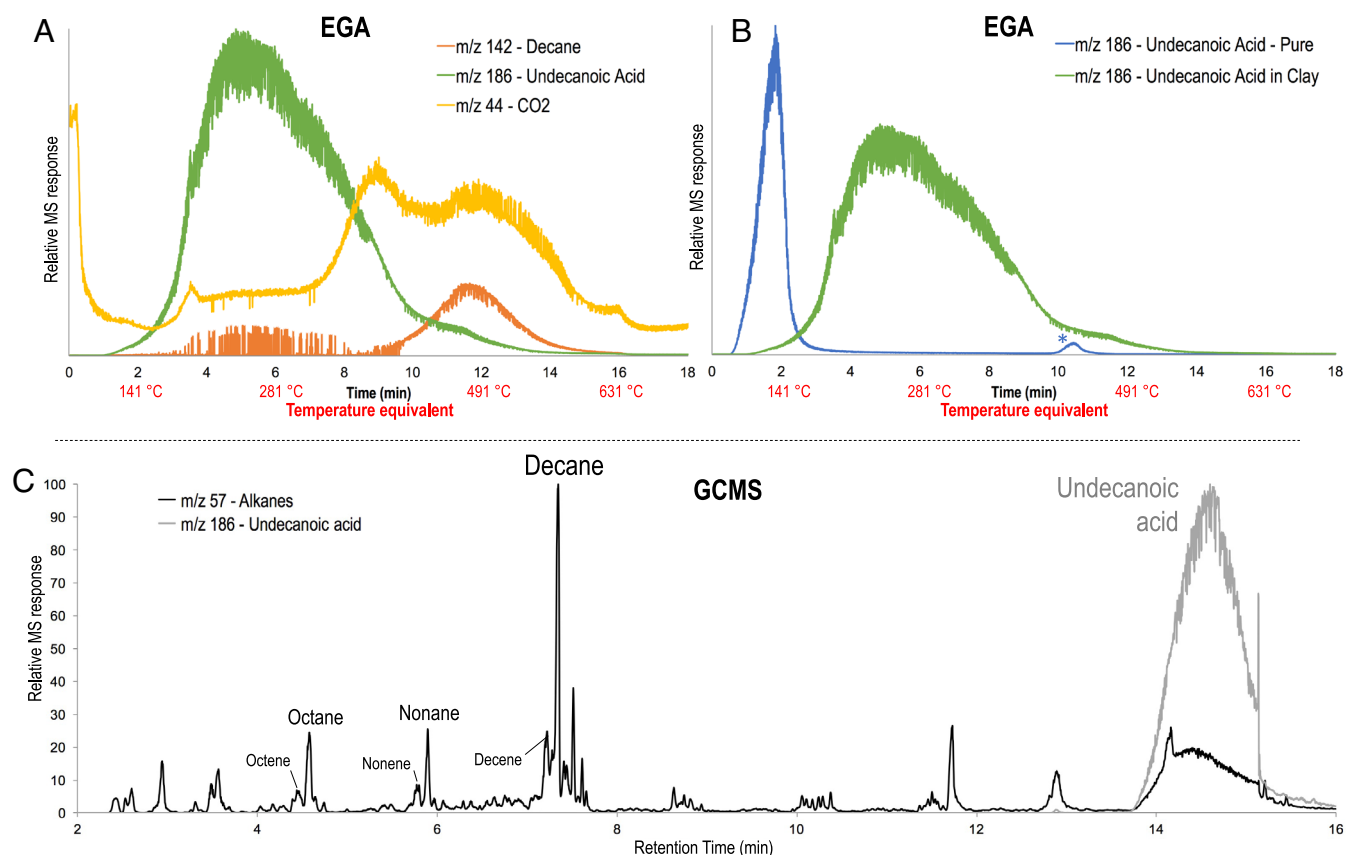 A
EGA
m/z 142 - Decane
m/z 186 - Undecanoic Acid
m/z 44 - CO2
Relative MS response
0 2 4 6 8 10 12 14 16 18
141 °C 281 °C Time (min) 491 °C 631 °C
Temperature equivalent
B
EGA
m/z 186 - Undecanoic Acid - Pure
m/z 186 - Undecanoic Acid in Clay
Relative MS response
*
0 2 4 6 8 10 12 14 16 18
141 °C 281 °C Time (min) 491 °C 631 °C
Temperature equivalent
C
GCMS
m/z 57 - Alkanes
m/z 186 - Undecanoic acid
Relative MS response
100
90
80
70
60
50
40
30
20
10
0
Octene
Octane
Nonene
Nonane
Decene
Decane
Undecanoic
acid
2 4 6 8 10 12 14 16
Retention Time (min)